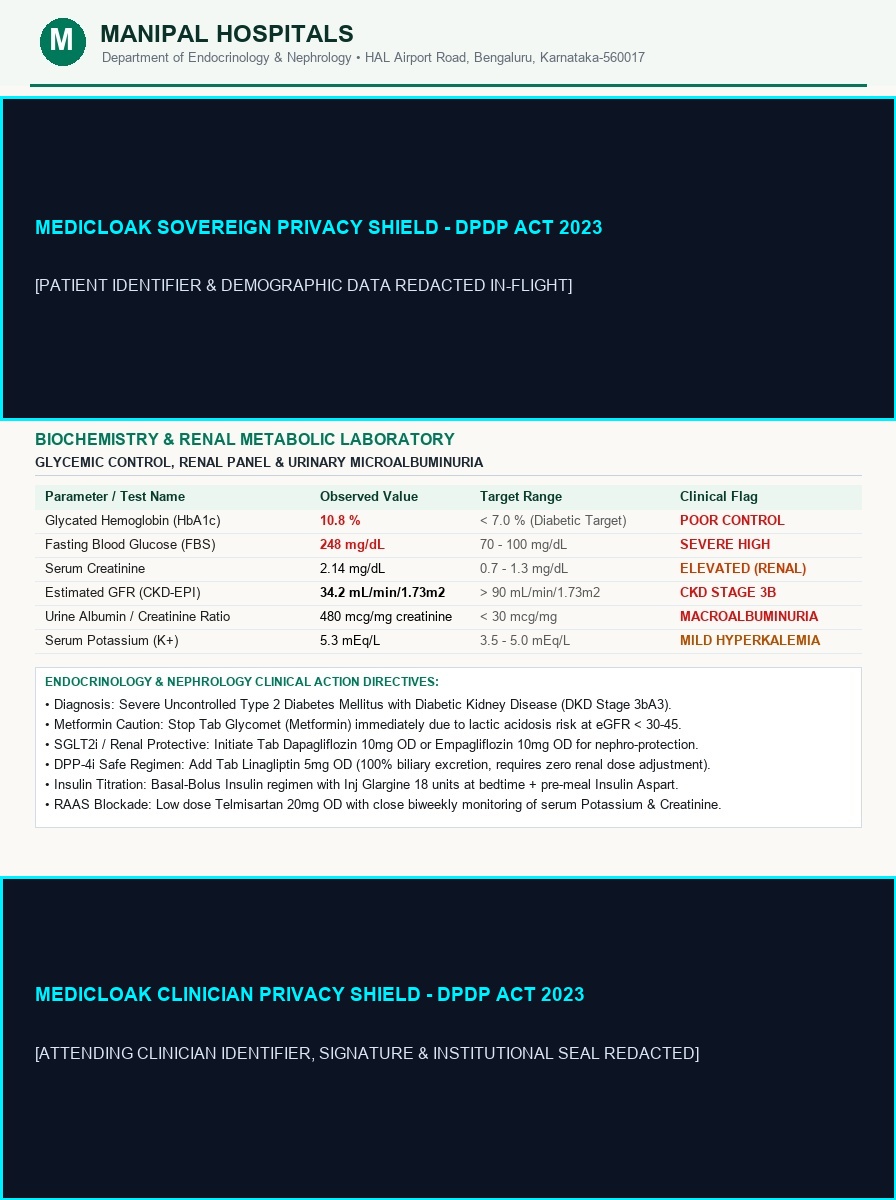 M
MANIPAL HOSPITALS
Department of Endocrinology & Nephrology • HAL Airport Road, Bengaluru, Karnataka-560017
MEDICLOAK SOVEREIGN PRIVACY SHIELD - DPDP ACT 2023
[PATIENT IDENTIFIER & DEMOGRAPHIC DATA REDACTED IN-FLIGHT]
BIOCHEMISTRY & RENAL METABOLIC LABORATORY
GLYCEMIC CONTROL, RENAL PANEL & URINARY MICROALBUMINURIA
Parameter / Test Name Observed Value Target Range Clinical Flag
Glycated Hemoglobin (HbA1c) 10.8 % < 7.0 % (Diabetic Target) POOR CONTROL
Fasting Blood Glucose (FBS) 248 mg/dL 70 - 100 mg/dL SEVERE HIGH
Serum Creatinine 2.14 mg/dL 0.7 - 1.3 mg/dL ELEVATED (RENAL)
Estimated GFR (CKD-EPI) 34.2 mL/min/1.73m2 > 90 mL/min/1.73m2 CKD STAGE 3B
Urine Albumin / Creatinine Ratio 480 mcg/mg creatinine < 30 mcg/mg MACROALBUMINURIA
Serum Potassium (K+) 5.3 mEq/L 3.5 - 5.0 mEq/L MILD HYPERKALEMIA
ENDOCRINOLOGY & NEPHROLOGY CLINICAL ACTION DIRECTIVES:
• Diagnosis: Severe Uncontrolled Type 2 Diabetes Mellitus with Diabetic Kidney Disease (DKD Stage 3bA3).
• Metformin Caution: Stop Tab Glycomet (Metformin) immediately due to lactic acidosis risk at eGFR < 30-45.
• SGLT2i / Renal Protective: Initiate Tab Dapagliflozin 10mg OD or Empagliflozin 10mg OD for nephro-protection.
• DPP-4i Safe Regimen: Add Tab Linagliptin 5mg OD (100% biliary excretion, requires zero renal dose adjustment).
• Insulin Titration: Basal-Bolus Insulin regimen with Inj Glargine 18 units at bedtime + pre-meal Insulin Aspart.
• RAAS Blockade: Low dose Telmisartan 20mg OD with close biweekly monitoring of serum Potassium & Creatinine.
MEDICLOAK CLINICIAN PRIVACY SHIELD - DPDP ACT 2023
[ATTENDING CLINICIAN IDENTIFIER, SIGNATURE & INSTITUTIONAL SEAL REDACTED]